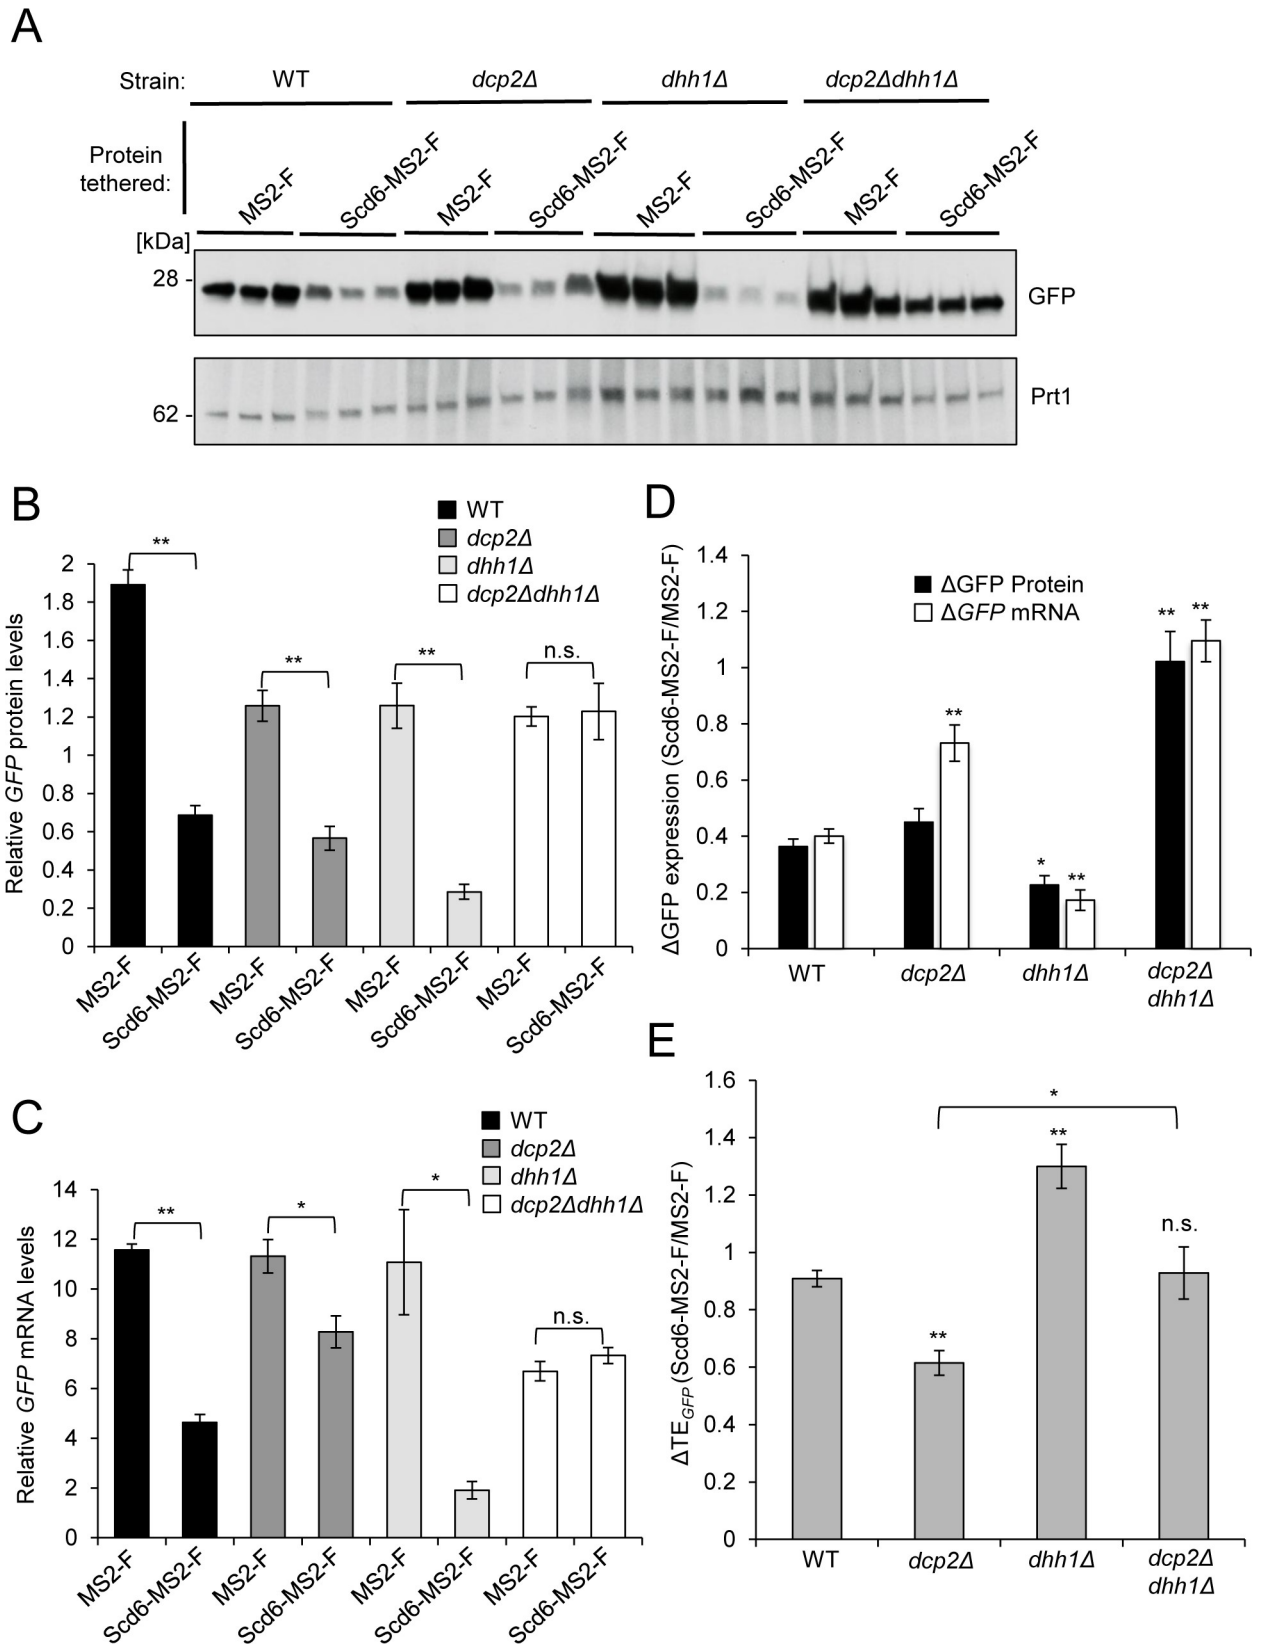 A
Strain: WT dcp2Δ dhh1Δ dcp2Δdhh1Δ
Protein
tethered:
MS2-F Scd6-MS2-F MS2-F Scd6-MS2-F MS2-F Scd6-MS2-F MS2-F Scd6-MS2-F
[kDa]
28 - GFP
62 - Prt1
B
WT
dcp2Δ
dhh1Δ
dcp2Δdhh1Δ
Relative GFP protein levels
2
1.8
1.6
1.4
1.2
1
0.8
0.6
0.4
0.2
0
** ** ** n.s.
MS2-F Scd6-MS2-F MS2-F Scd6-MS2-F MS2-F Scd6-MS2-F MS2-F Scd6-MS2-F
C
WT
dcp2Δ
dhh1Δ
dcp2Δdhh1Δ
Relative GFP mRNA levels
14
12
10
8
6
4
2
0
** * * n.s.
MS2-F Scd6-MS2-F MS2-F Scd6-MS2-F MS2-F Scd6-MS2-F MS2-F Scd6-MS2-F
D
ΔGFP Protein
ΔGFP mRNA
ΔGFP expression (Scd6-MS2-F/MS2-F)
1.4
1.2
1
0.8
0.6
0.4
0.2
0
** * ** ** **
WT dcp2Δ dhh1Δ dcp2Δ
dhh1Δ
E
ΔTEGFP (Scd6-MS2-F/MS2-F)
1.6
1.4
1.2
1
0.8
0.6
0.4
0.2
0
*
** ** n.s.
WT dcp2Δ dhh1Δ dcp2Δ
dhh1Δ